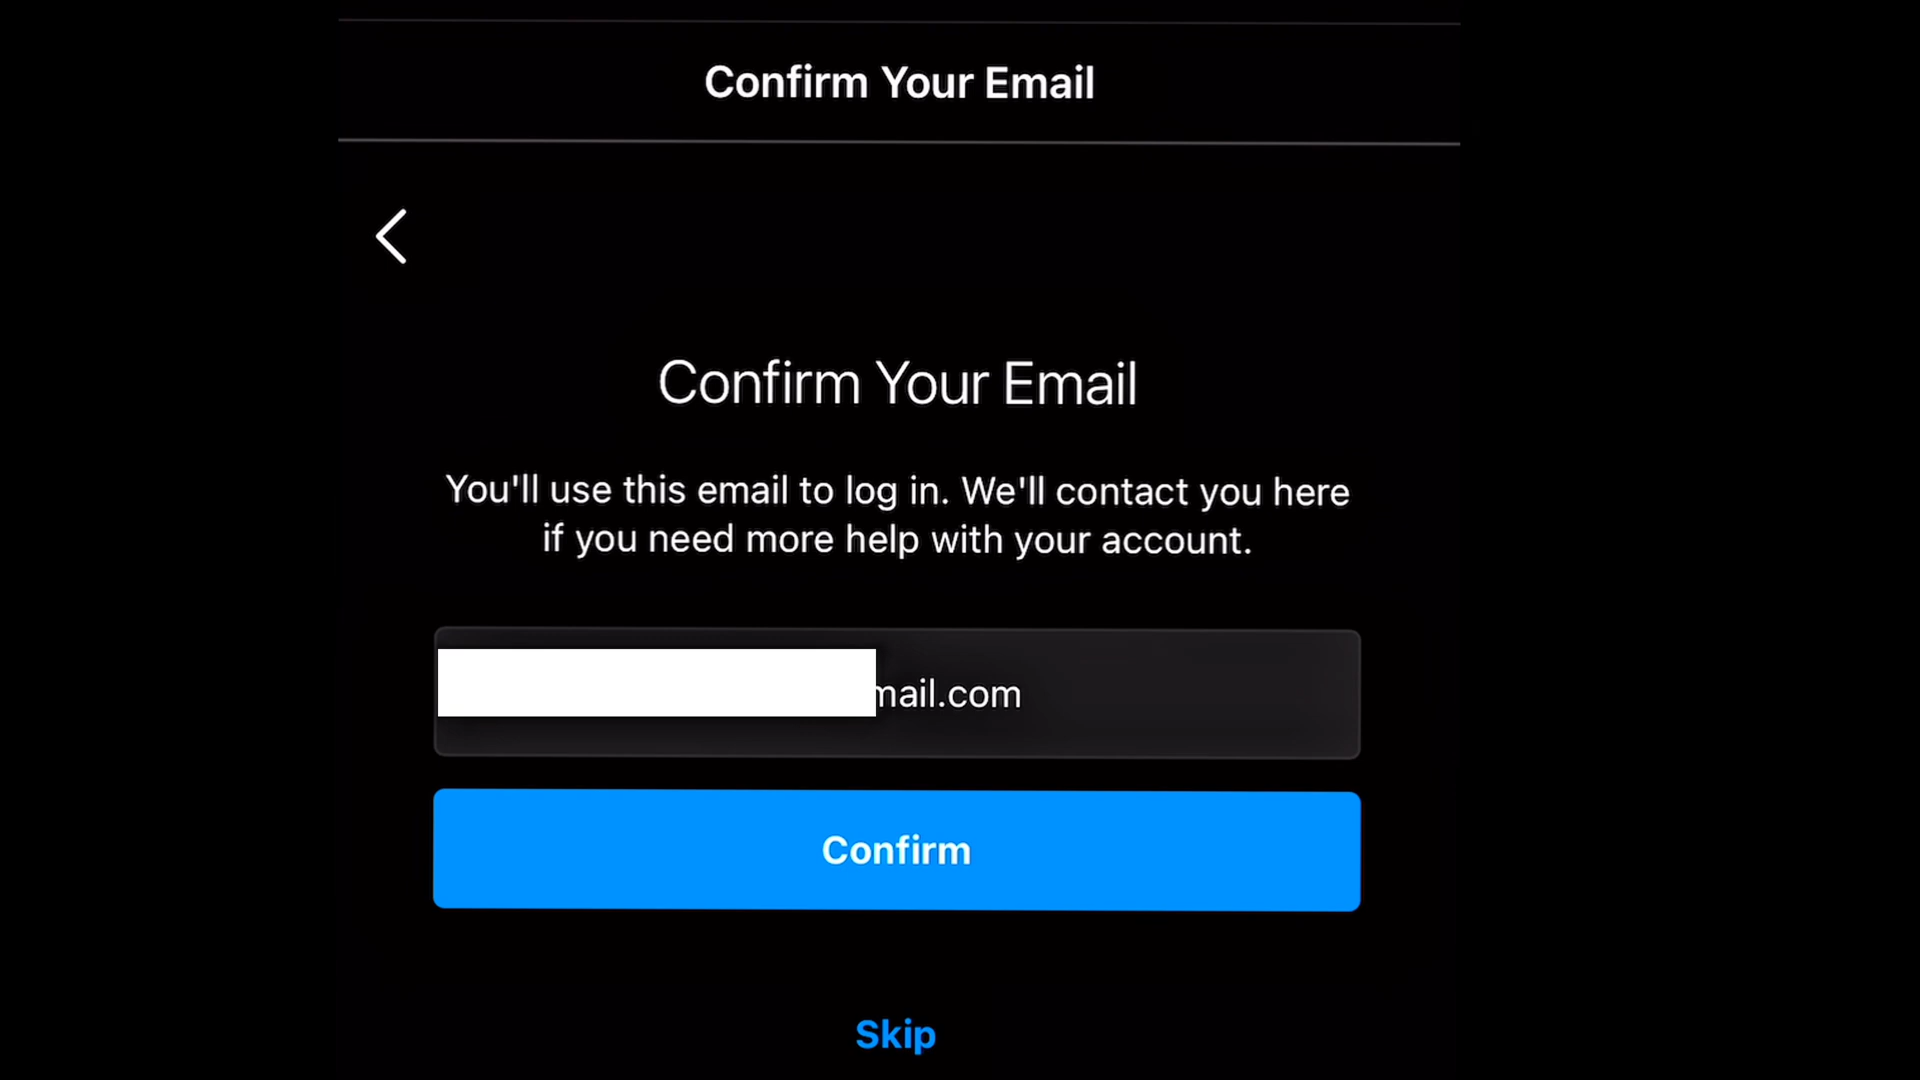 Confirm Your Email
Confirm Your Email
You'll use this email to log in. We'll contact you here
if you need more help with your account.
mail.com
Confirm
Skip